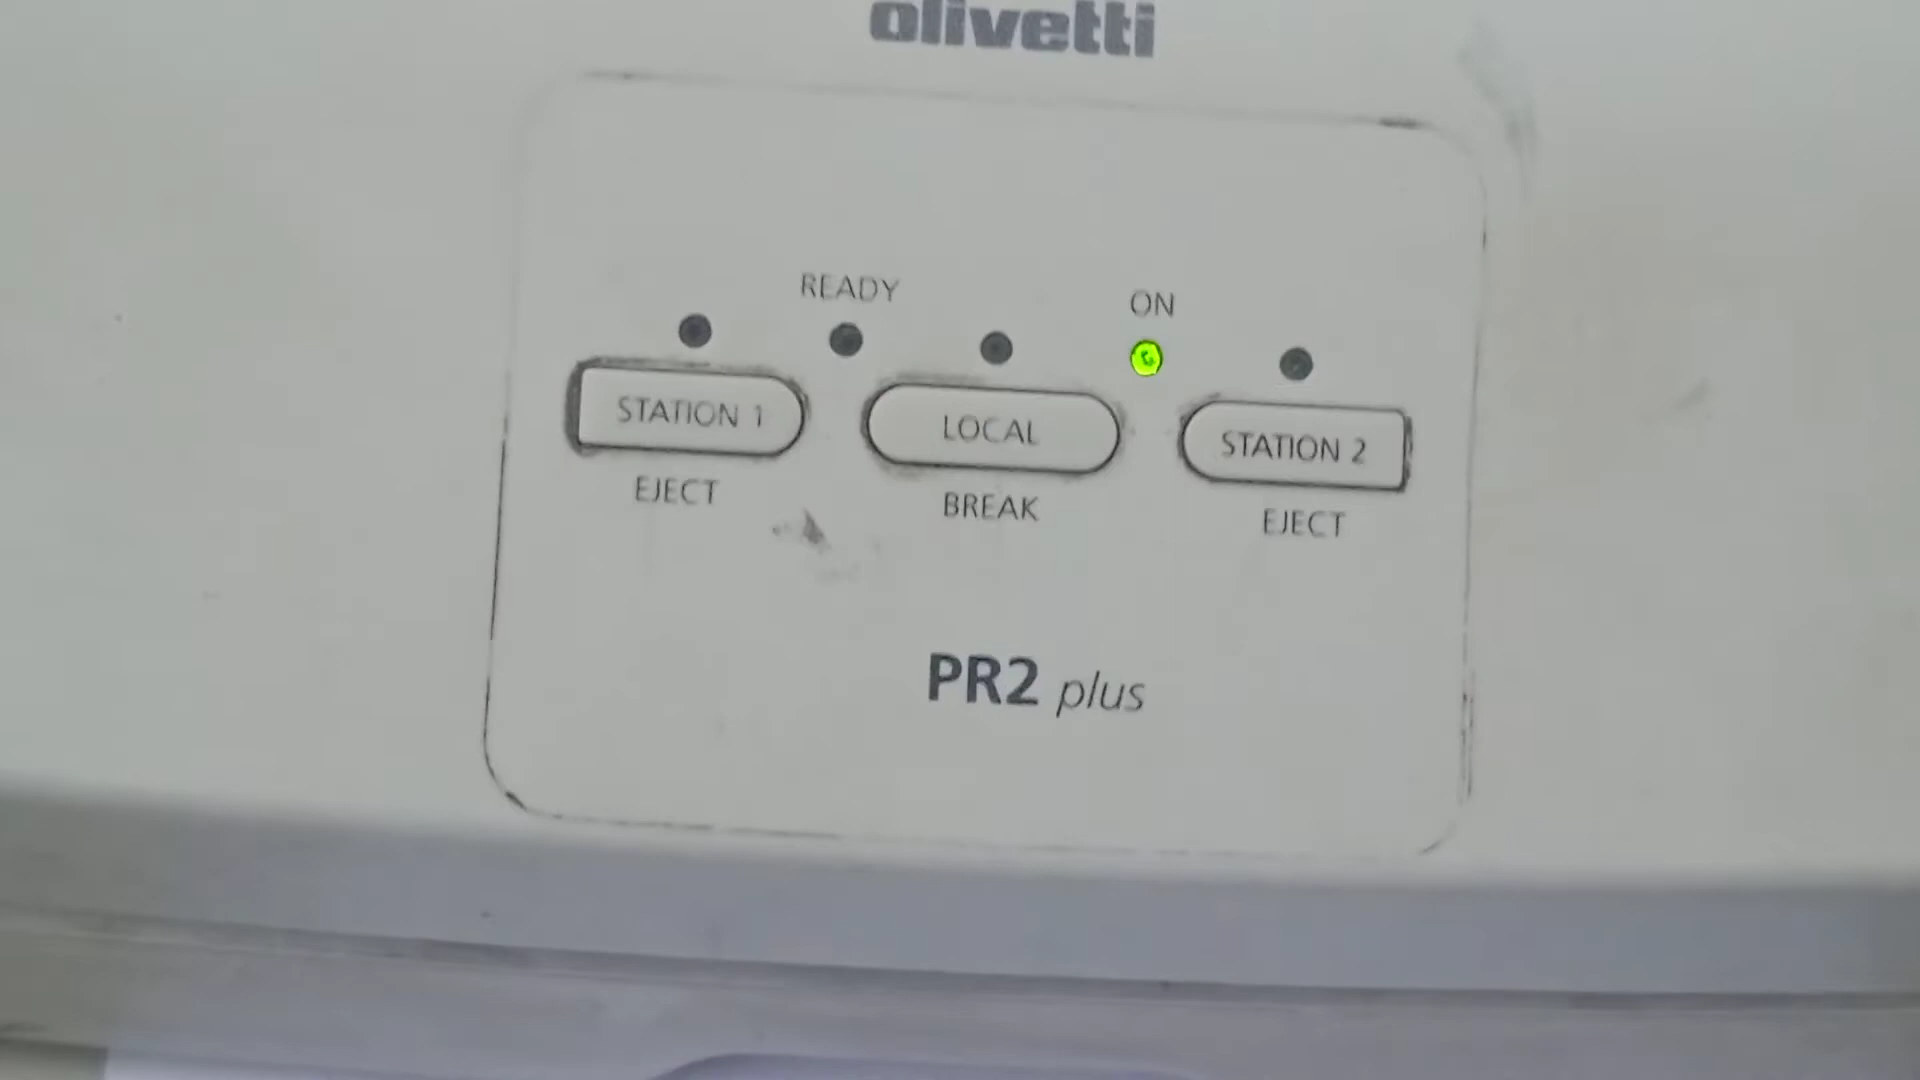 olivetti
READY ON
STATION 1 LOCAL STATION 2
EJECT BREAK EJECT
PR2 plus